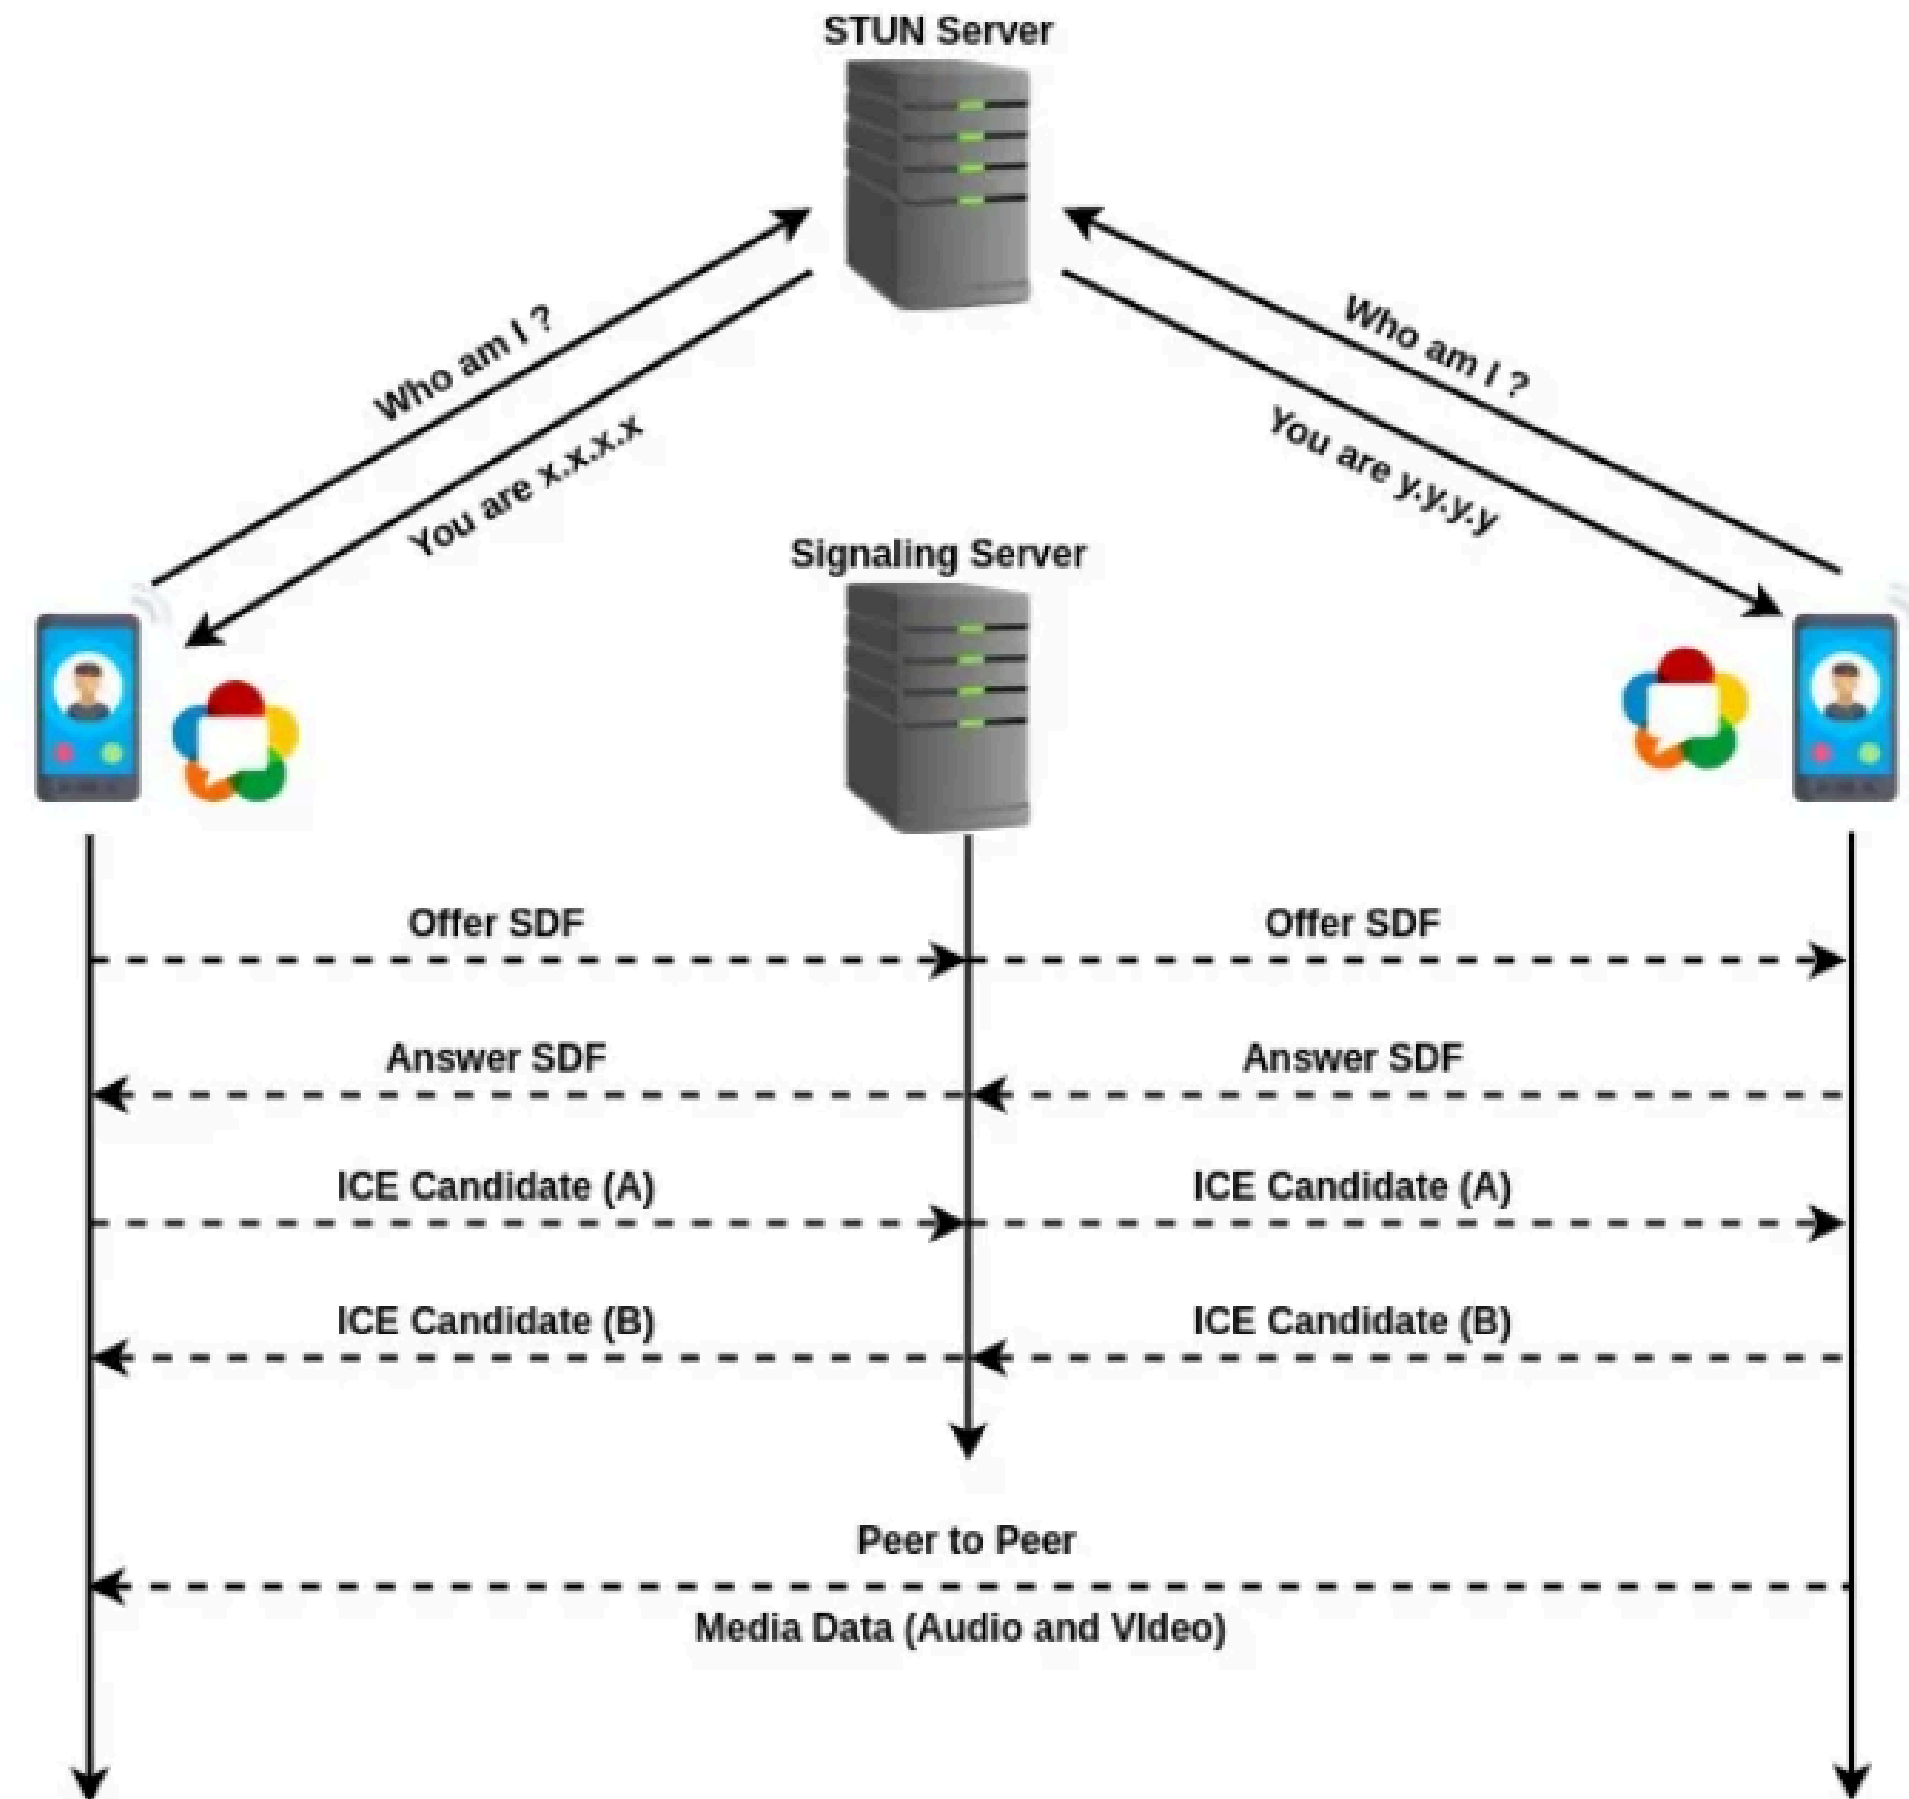 STUN Server
Who am I ?
Who am I ?
You are x.x.x.x
You are y.y.y.y
Signaling Server
Offer SDF
Offer SDF
Answer SDF
Answer SDF
ICE Candidate (A)
ICE Candidate (A)
ICE Candidate (B)
ICE Candidate (B)
Peer to Peer
Media Data (Audio and VIdeo)